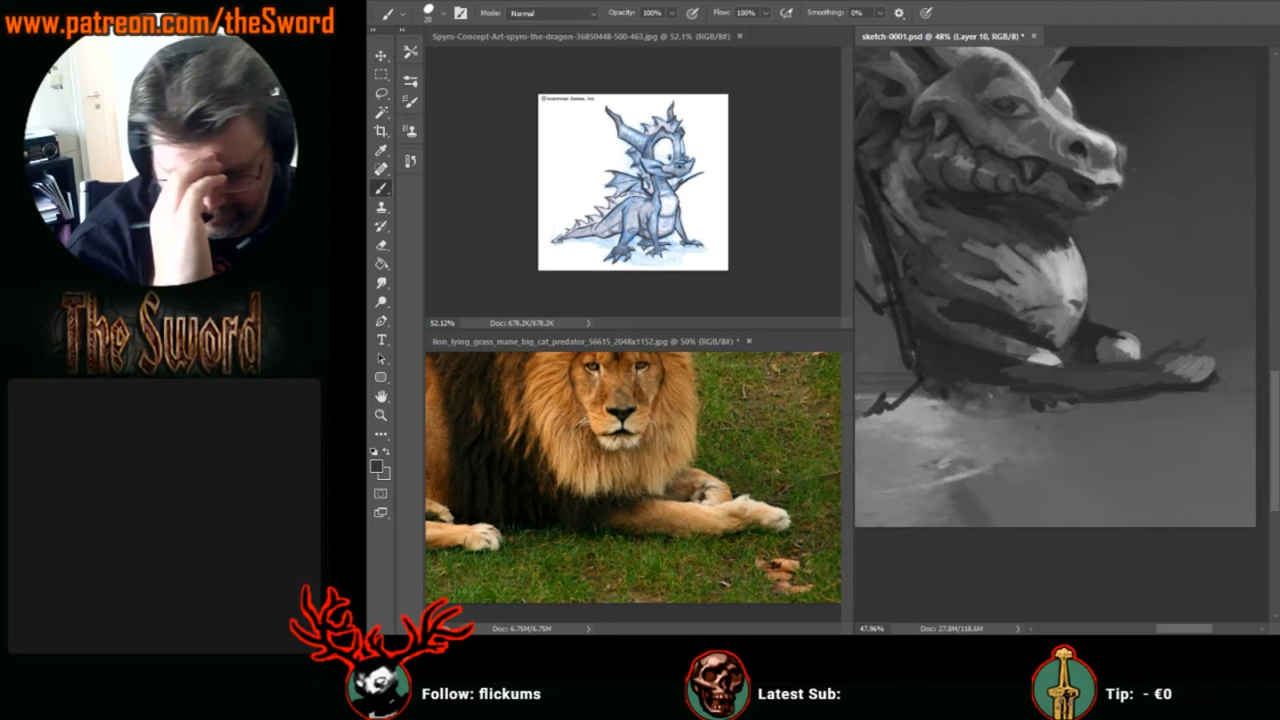 www.patreon.com/theSword
Mode: Normal
Opacity: 100%
Flow: 100%
Smoothing: 0%
20
Spyro-Concept-Art-spyro-the-dragon-36850448-500-463.jpg @ 52.1% (RGB/8#)
sketch-0001.psd @ 48% (Layer 10, RGB/8) *
52.12%
Doc: 678.2K/678.2K
lion_lying_grass_mane_big_cat_predator_56615_2048x1152.jpg @ 50% (RGB/8#) *
The Sword
Doc: 6.75M/6.75M
47.96%
Doc: 27.8M/118.6M
Follow: flickums
Latest Sub:
Tip: - €0